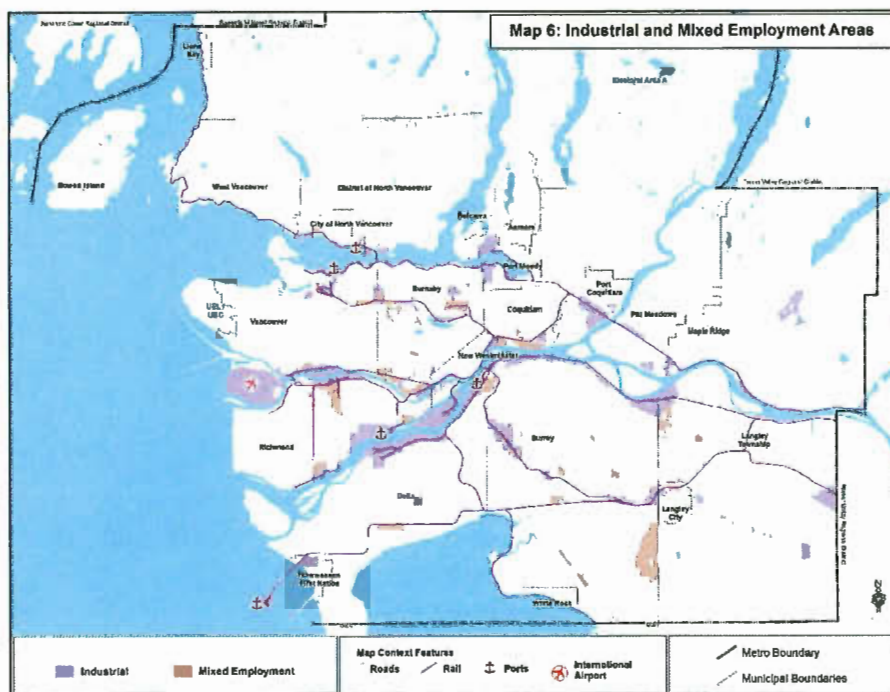 Map 6: Industrial and Mixed Employment Areas
Lions
Bay
Electoral Area A
Bowen Island
West Vancouver
District of North Vancouver
City of North Vancouver
Belcarra
Anmore
Port Moody
Burnaby
Coquitlam
Port
Coquitlam
UEL
UBC
Vancouver
Pitt Meadows
Maple Ridge
New Westminster
Richmond
Surrey
Langley
Township
Delta
Langley
City
Tsawwassen
First Nation
White Rock
Industrial
Mixed Employment
Map Context Features
Roads
Rail
Ports
International
Airport
Metro Boundary
Municipal Boundaries